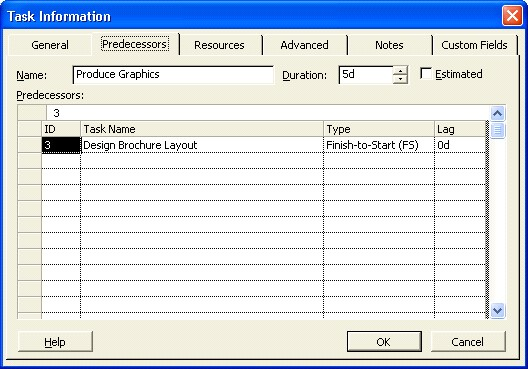 Task Information
General Predecessors Resources Advanced Notes Custom Fields
Name: Produce Graphics Duration: 5d Estimated
Predecessors:
3
ID Task Name Type Lag
3 Design Brochure Layout Finish-to-Start (FS) 0d
Help OK Cancel